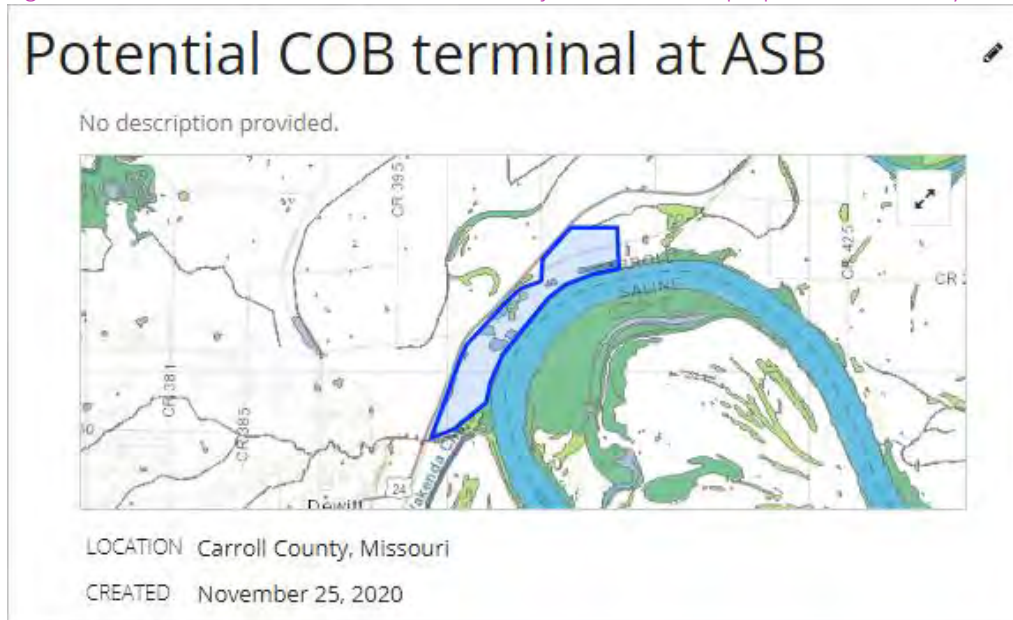 Potential COB terminal at ASB
No description provided.
CR 395
CR 425
SALINE
CR
CR 381
CR 385
24
Dewitt
LOCATION Carroll County, Missouri
CREATED November 25, 2020